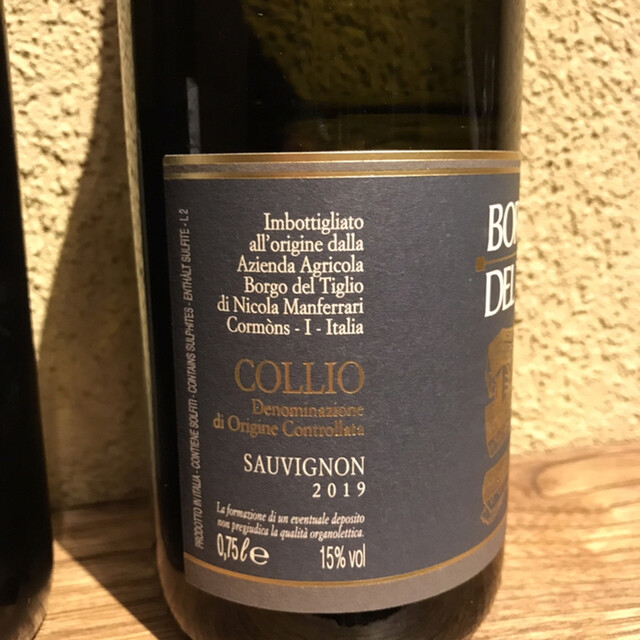 Imbottigliato
all'origine dalla
Azienda Agricola
Borgo del Tiglio
di Nicola Manferrari
Cormòns - I - Italia
COLLIO
Denominazione
di Origine Controllata
SAUVIGNON
2019
La formazione di un eventuale deposito
non pregiudica la qualità organolettica.
0,75 l e 15% vol
PRODOTTO IN ITALIA - CONTIENE SOLFITI - CONTAINS SULPHITES - ENTHÄLT SULFITE - L 2
DEL